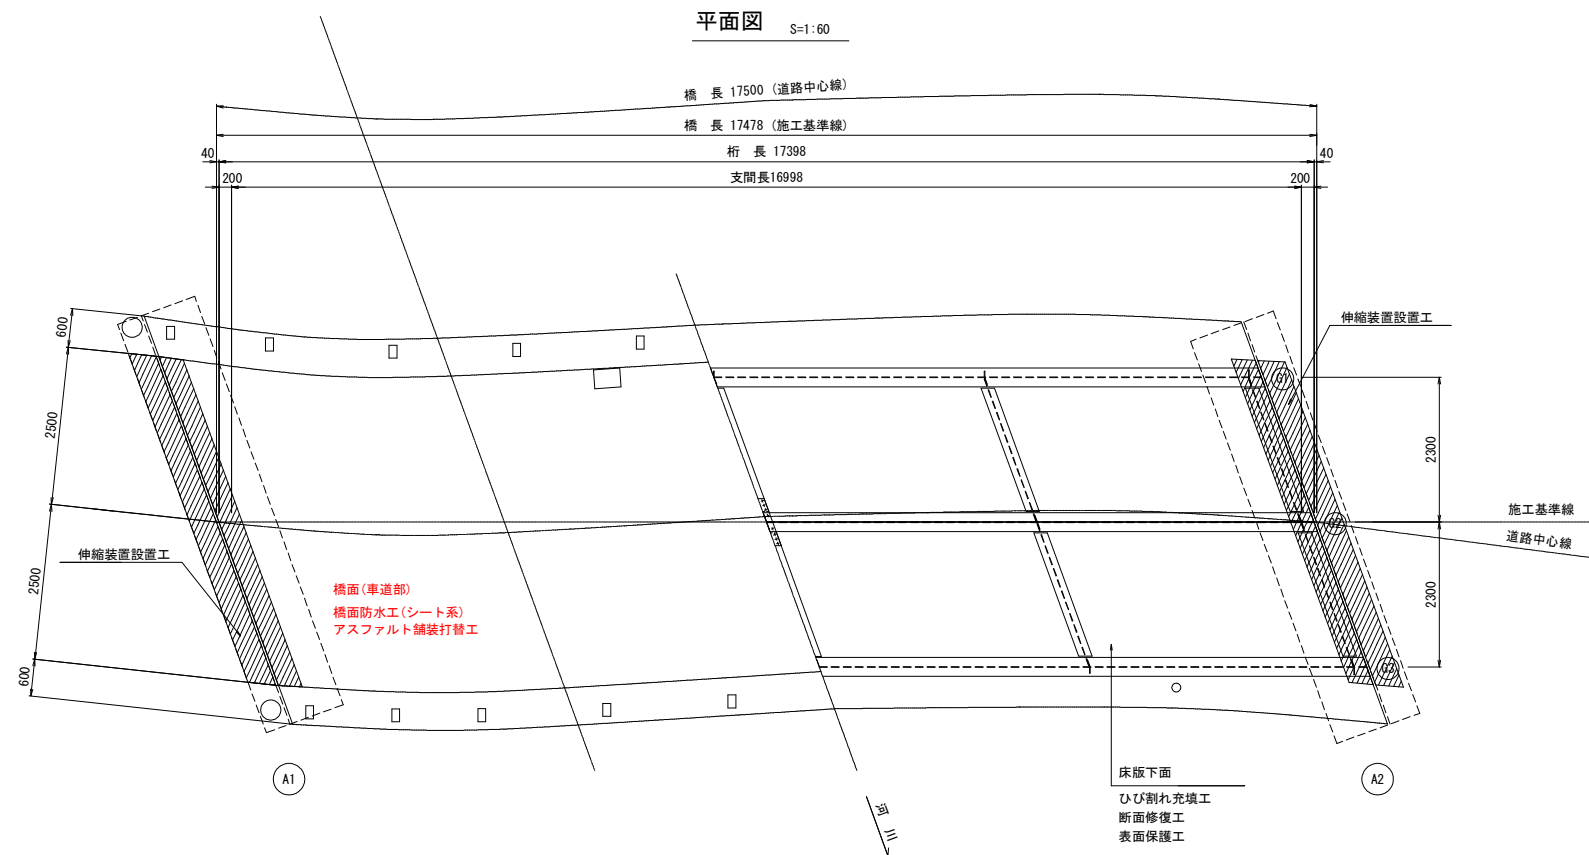 平面図 S=1:60
橋 長 17500 (道路中心線)
橋 長 17478 (施工基準線)
40 桁 長 17398 40
200 支間長16998 200
600
2500
2500
600
伸縮装置設置工
伸縮装置設置工
G1
G2
G3
2300
2300
施工基準線
道路中心線
橋面(車道部)
橋面防水工(シート系)
アスファルト舗装打替工
A1
A2
床版下面
ひび割れ充填工
断面修復工
表面保護工
河川